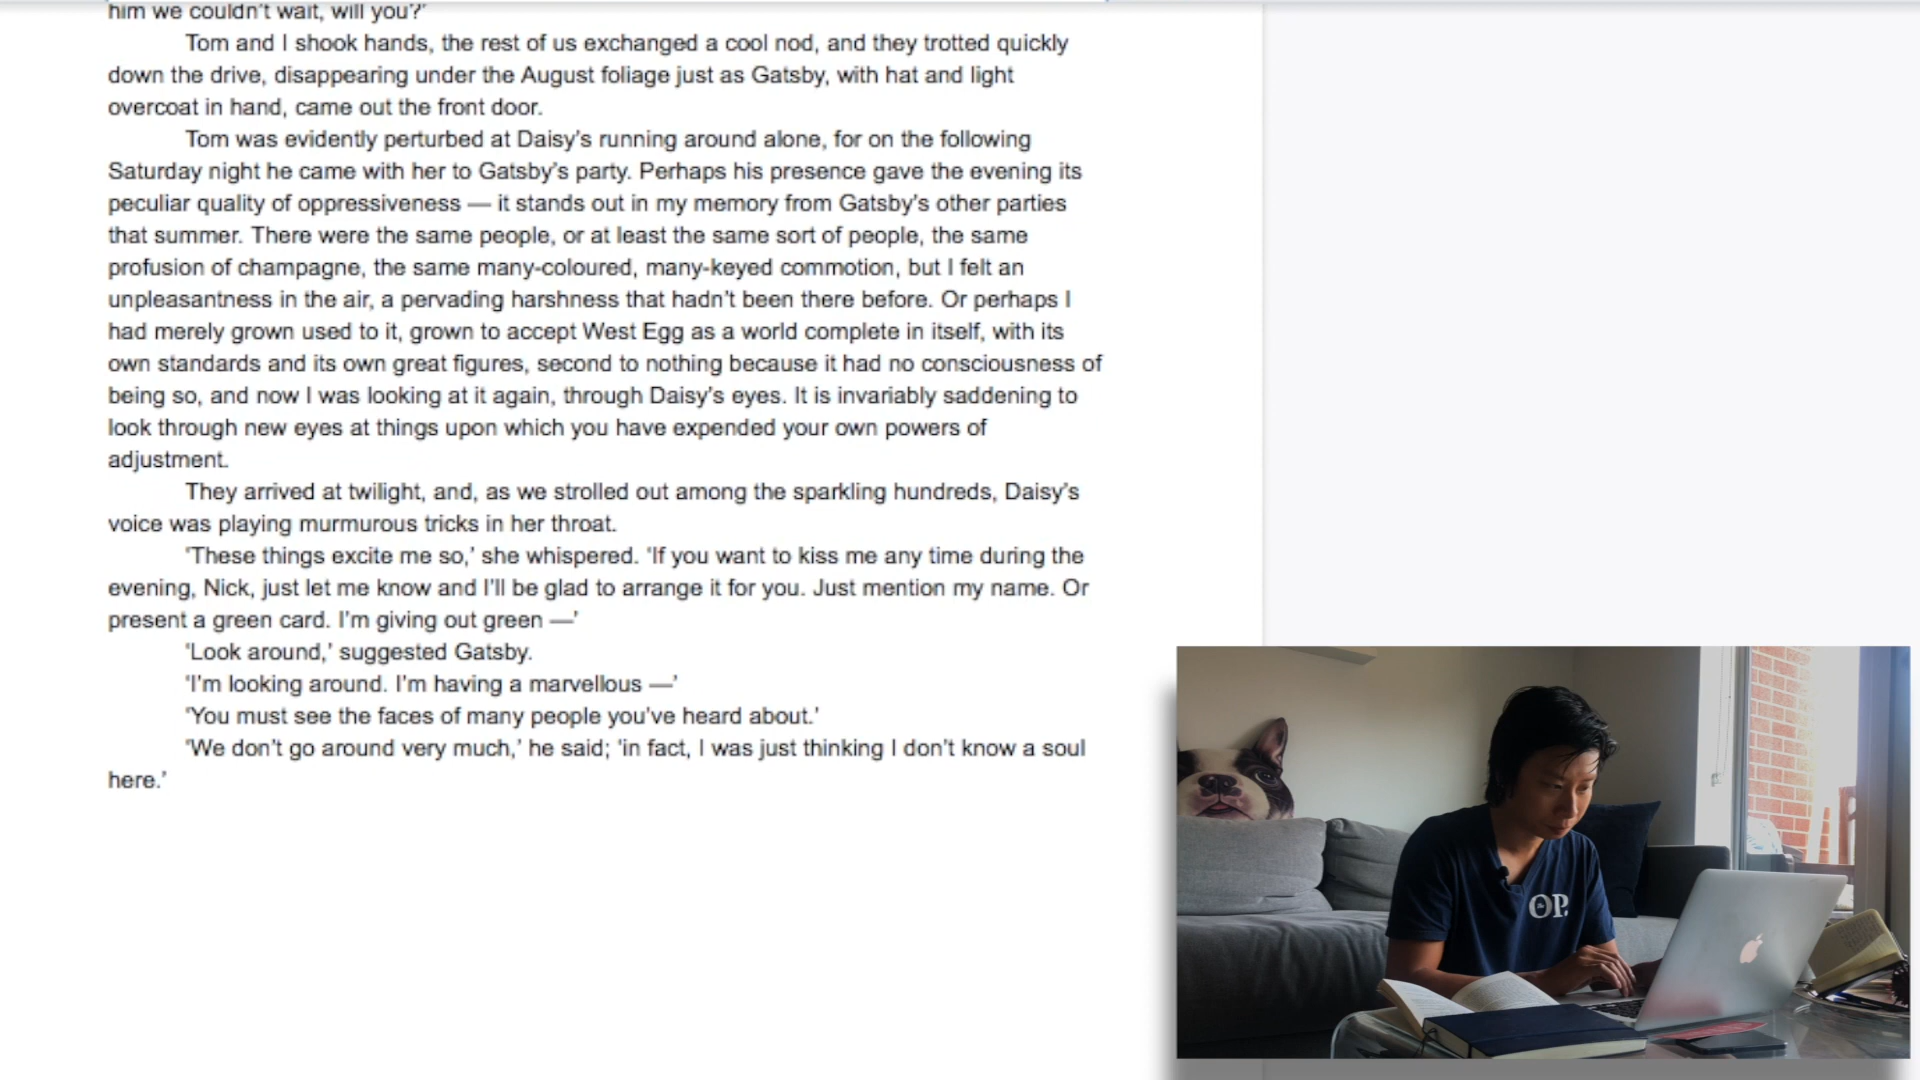 him we couldn't wait, will you?'
Tom and I shook hands, the rest of us exchanged a cool nod, and they trotted quickly
down the drive, disappearing under the August foliage just as Gatsby, with hat and light
overcoat in hand, came out the front door.
Tom was evidently perturbed at Daisy's running around alone, for on the following
Saturday night he came with her to Gatsby's party. Perhaps his presence gave the evening its
peculiar quality of oppressiveness — it stands out in my memory from Gatsby's other parties
that summer. There were the same people, or at least the same sort of people, the same
profusion of champagne, the same many-coloured, many-keyed commotion, but I felt an
unpleasantness in the air, a pervading harshness that hadn't been there before. Or perhaps I
had merely grown used to it, grown to accept West Egg as a world complete in itself, with its
own standards and its own great figures, second to nothing because it had no consciousness of
being so, and now I was looking at it again, through Daisy's eyes. It is invariably saddening to
look through new eyes at things upon which you have expended your own powers of
adjustment.
They arrived at twilight, and, as we strolled out among the sparkling hundreds, Daisy's
voice was playing murmurous tricks in her throat.
'These things excite me so,' she whispered. 'If you want to kiss me any time during the
evening, Nick, just let me know and I'll be glad to arrange it for you. Just mention my name. Or
present a green card. I'm giving out green —'
'Look around,' suggested Gatsby.
'I'm looking around. I'm having a marvellous —'
'You must see the faces of many people you've heard about.'
'We don't go around very much,' he said; 'in fact, I was just thinking I don't know a soul
here.'
OP.